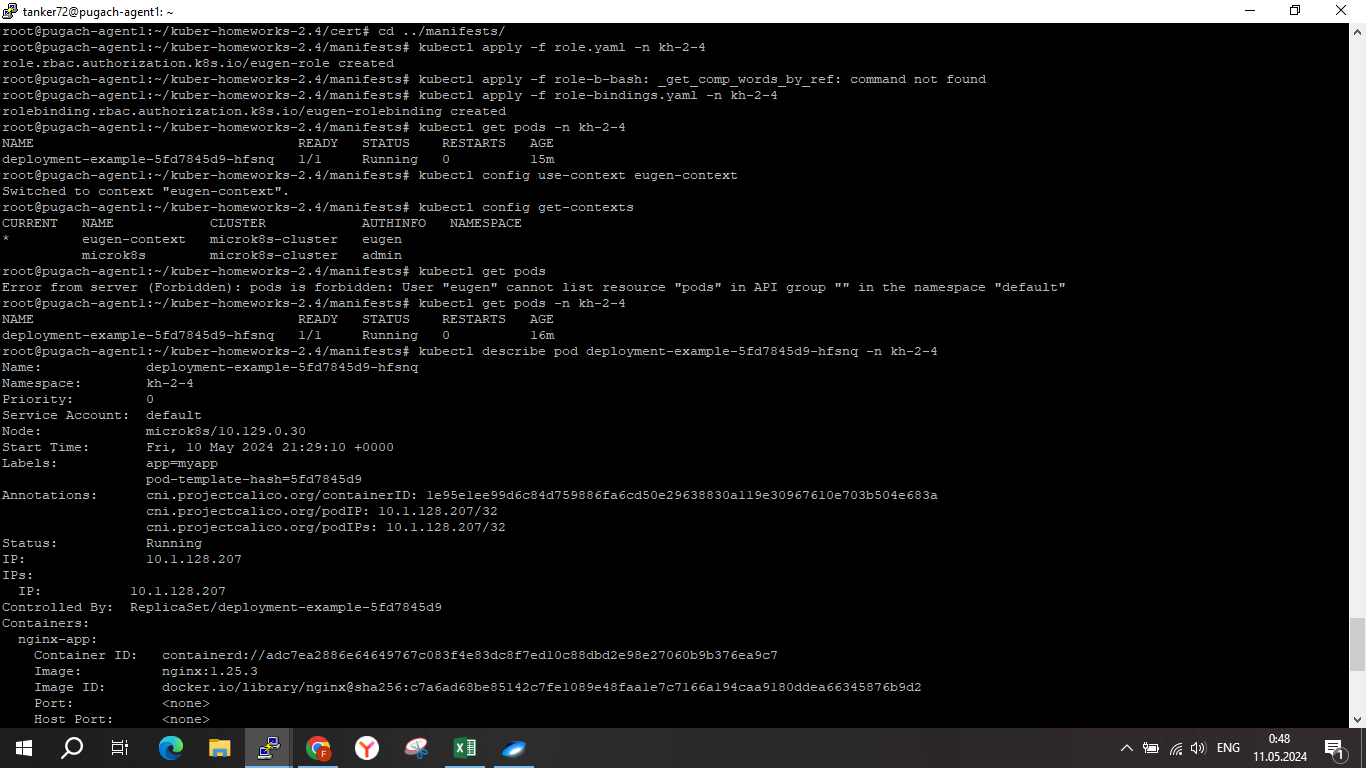 tanker72@pugach-agent1: ~
root@pugach-agent1:~/kuber-homeworks-2.4/cert# cd ../manifests/
root@pugach-agent1:~/kuber-homeworks-2.4/manifests# kubectl apply -f role.yaml -n kh-2-4
role.rbac.authorization.k8s.io/eugen-role created
root@pugach-agent1:~/kuber-homeworks-2.4/manifests# kubectl apply -f role-b-bash: _get_comp_words_by_ref: command not found
root@pugach-agent1:~/kuber-homeworks-2.4/manifests# kubectl apply -f role-bindings.yaml -n kh-2-4
rolebinding.rbac.authorization.k8s.io/eugen-rolebinding created
root@pugach-agent1:~/kuber-homeworks-2.4/manifests# kubectl get pods -n kh-2-4
NAME READY STATUS RESTARTS AGE
deployment-example-5fd7845d9-hfsnq 1/1 Running 0 15m
root@pugach-agent1:~/kuber-homeworks-2.4/manifests# kubectl config use-context eugen-context
Switched to context "eugen-context".
root@pugach-agent1:~/kuber-homeworks-2.4/manifests# kubectl config get-contexts
CURRENT NAME CLUSTER AUTHINFO NAMESPACE
* eugen-context microk8s-cluster eugen
microk8s microk8s-cluster admin
root@pugach-agent1:~/kuber-homeworks-2.4/manifests# kubectl get pods
Error from server (Forbidden): pods is forbidden: User "eugen" cannot list resource "pods" in API group "" in the namespace "default"
root@pugach-agent1:~/kuber-homeworks-2.4/manifests# kubectl get pods -n kh-2-4
NAME READY STATUS RESTARTS AGE
deployment-example-5fd7845d9-hfsnq 1/1 Running 0 16m
root@pugach-agent1:~/kuber-homeworks-2.4/manifests# kubectl describe pod deployment-example-5fd7845d9-hfsnq -n kh-2-4
Name: deployment-example-5fd7845d9-hfsnq
Namespace: kh-2-4
Priority: 0
Service Account: default
Node: microk8s/10.129.0.30
Start Time: Fri, 10 May 2024 21:29:10 +0000
Labels: app=myapp
pod-template-hash=5fd7845d9
Annotations: cni.projectcalico.org/containerID: 1e95e1ee99d6c84d759886fa6cd50e29638830a119e30967610e703b504e683a
cni.projectcalico.org/podIP: 10.1.128.207/32
cni.projectcalico.org/podIPs: 10.1.128.207/32
Status: Running
IP: 10.1.128.207
IPs:
IP: 10.1.128.207
Controlled By: ReplicaSet/deployment-example-5fd7845d9
Containers:
nginx-app:
Container ID: containerd://adc7ea2886e64649767c083f4e83dc8f7ed10c88dbd2e98e27060b9b376ea9c7
Image: nginx:1.25.3
Image ID: docker.io/library/nginx@sha256:c7a6ad68be85142c7fe1089e48faa1e7c7166a194caa9180ddea66345876b9d2
Port: <none>
Host Port: <none>
ENG
0:48
11.05.2024
1